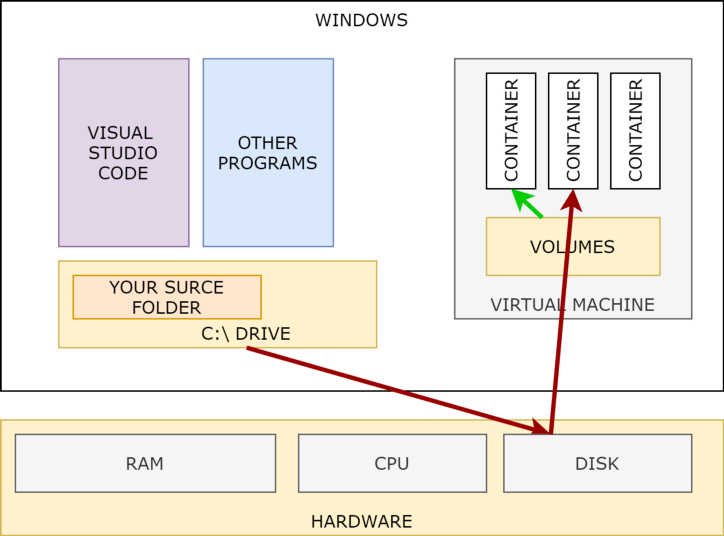 WINDOWS
VISUAL
STUDIO
CODE
OTHER
PROGRAMS
CONTAINER
CONTAINER
CONTAINER
VOLUMES
VIRTUAL MACHINE
YOUR SURCE
FOLDER
C:\ DRIVE
RAM
CPU
DISK
HARDWARE